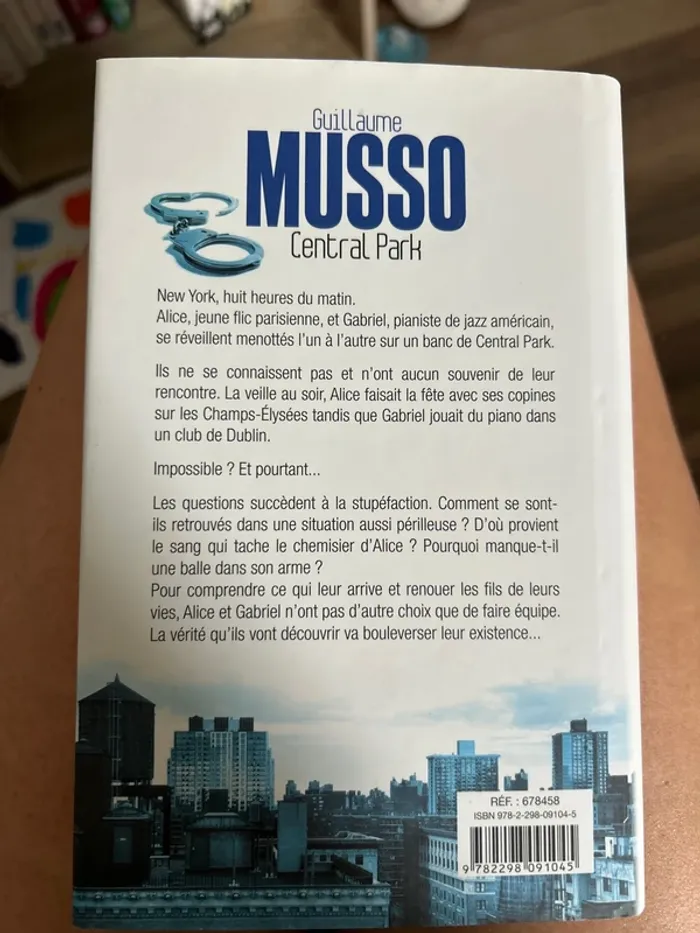 Guillaume
MUSSO
Central Park
New York, huit heures du matin.
Alice, jeune flic parisienne, et Gabriel, pianiste de jazz américain,
se réveillent menottés l'un à l'autre sur un banc de Central Park.
Ils ne se connaissent pas et n'ont aucun souvenir de leur
rencontre. La veille au soir, Alice faisait la fête avec ses copines
sur les Champs-Élysées tandis que Gabriel jouait du piano dans
un club de Dublin.
Impossible ? Et pourtant...
Les questions succèdent à la stupéfaction. Comment se sont-
ils retrouvés dans une situation aussi périlleuse ? D'où provient
le sang qui tache le chemisier d'Alice ? Pourquoi manque-t-il
une balle dans son arme ?
Pour comprendre ce qui leur arrive et renouer les fils de leurs
vies, Alice et Gabriel n'ont pas d'autre choix que de faire équipe.
La vérité qu'ils vont découvrir va bouleverser leur existence...
RÉF. : 678458
ISBN 978-2-298-09104-5
9 782298 091045